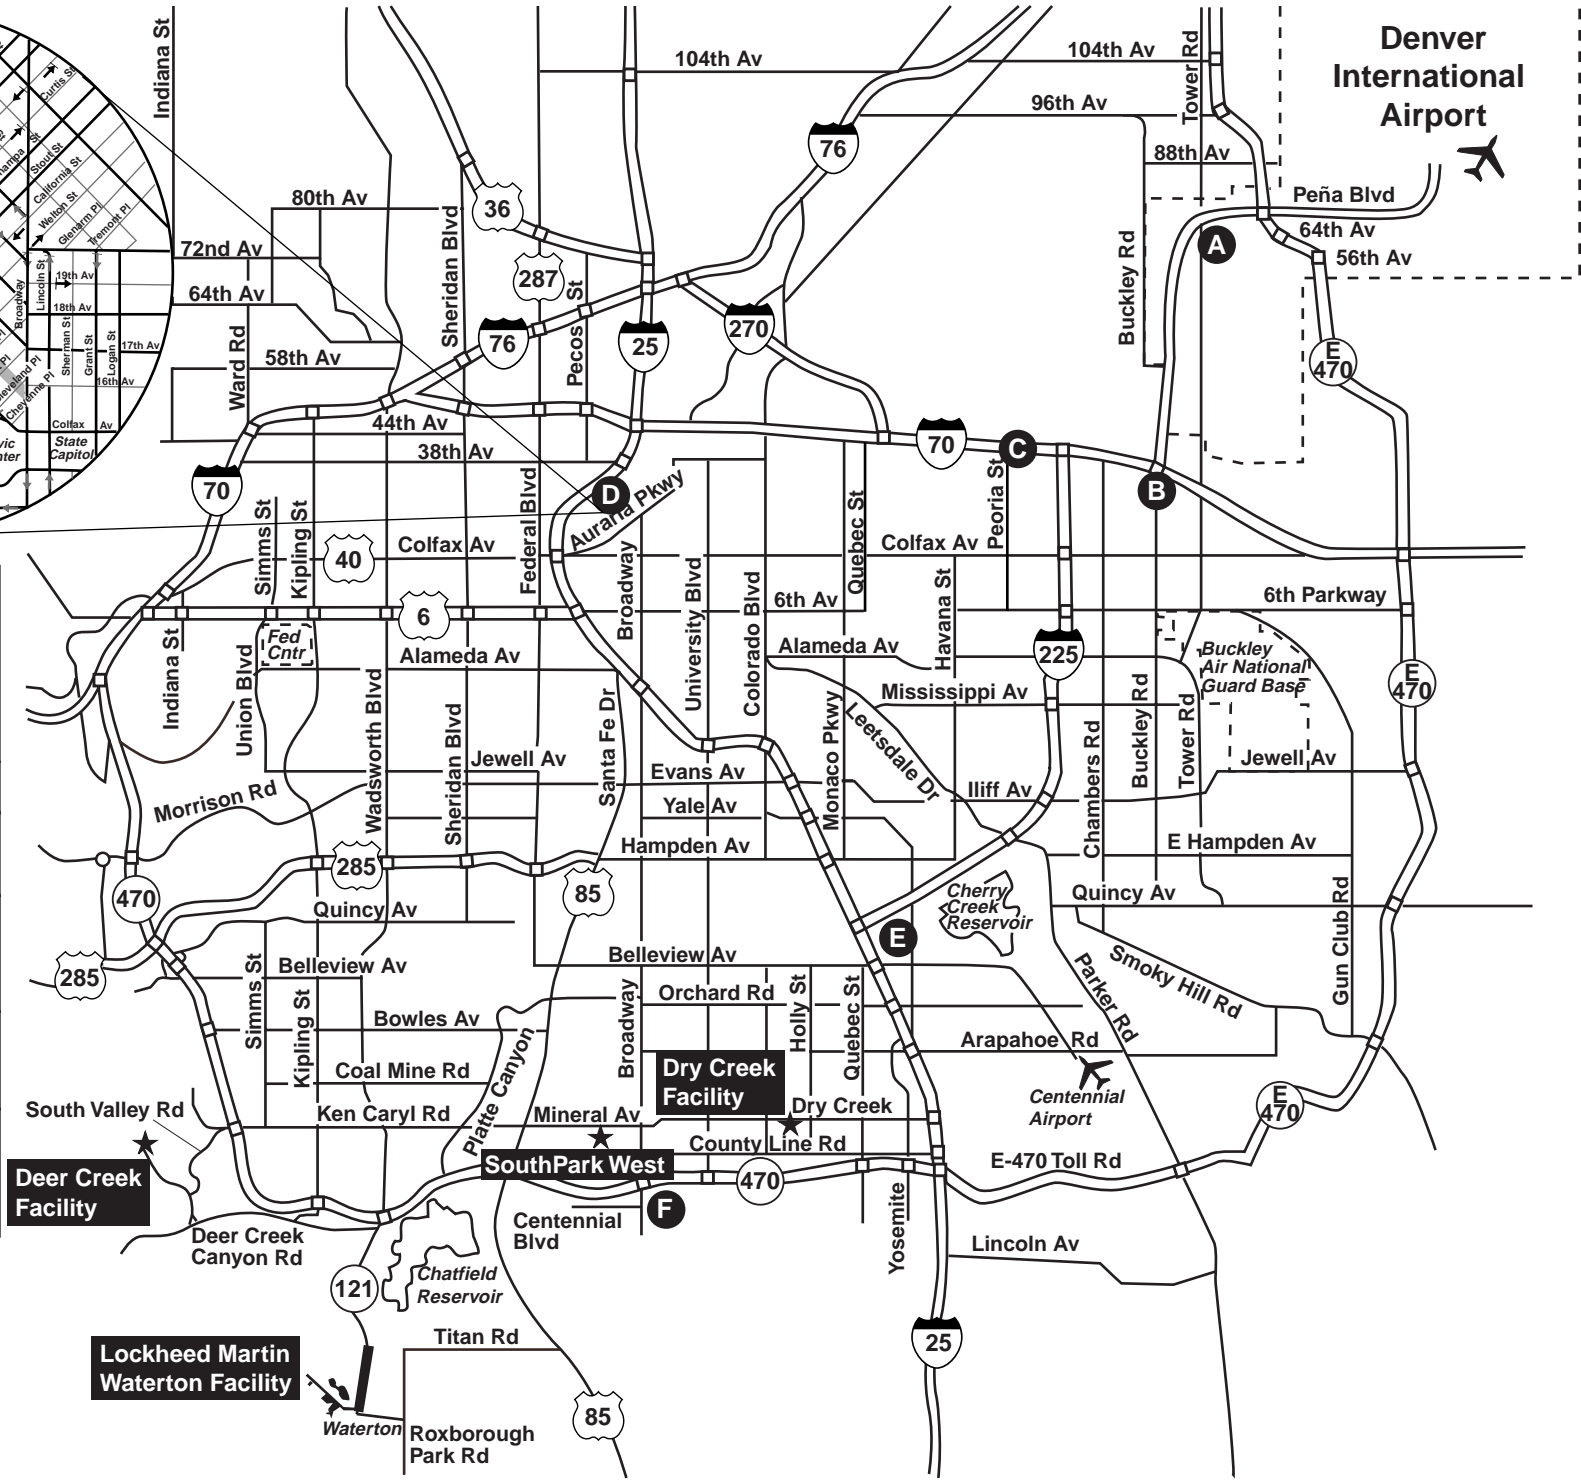 Denver
International
Airport
Indiana St
104th Av
104th Av
Tower Rd
96th Av
76
88th Av
Peña Blvd
80th Av
36
Sheridan Blvd
72nd Av
287
64th Av
A
56th Av
Buckley Rd
64th Av
Pecos St
270
76
25
E
470
Ward Rd
58th Av
44th Av
38th Av
70
C
70
D
B
Auraria Pkwy
Federal Blvd
Peoria St
Quebec St
Simms St
Kipling St
40
Colfax Av
Colfax Av
Broadway
University Blvd
Colorado Blvd
Havana St
6
6th Av
6th Parkway
Fed
Cntr
Indiana St
Union Blvd
Alameda Av
Alameda Av
225
Buckley
Air National
Guard Base
E
470
Wadsworth Blvd
Sheridan Blvd
Santa Fe Dr
Mississippi Av
Leetsdale Dr
Monaco Pkwy
Chambers Rd
Buckley Rd
Tower Rd
Jewell Av
Jewell Av
Evans Av
Iliff Av
Morrison Rd
Yale Av
Hampden Av
E Hampden Av
285
470
85
Cherry
Creek
Reservoir
Quincy Av
Quincy Av
E
Gun Club Rd
285
Belleview Av
Belleview Av
Smoky Hill Rd
Parker Rd
Simms St
Kipling St
Orchard Rd
Holly St
Quebec St
Broadway
Bowles Av
Platte Canyon
Arapahoe Rd
Coal Mine Rd
Dry Creek
Facility
Centennial
Airport
E
470
South Valley Rd
Ken Caryl Rd
Mineral Av
Dry Creek
County Line Rd
SouthPark West
E-470 Toll Rd
470
Deer Creek
Facility
F
Yosemite
Centennial
Blvd
Deer Creek
Canyon Rd
Lincoln Av
121
Chatfield
Reservoir
25
Titan Rd
Lockheed Martin
Waterton Facility
85
Waterton
Roxborough
Park Rd
Curtis St
Stout St
California St
Welton St
Glenarm Pl
Tremont Pl
Broadway
Lincoln St
19th Av
18th Av
Sherman St
Grant St
Logan St
17th Av
16th Av
Cheyenne Pl
Colfax Av
State
Capitol